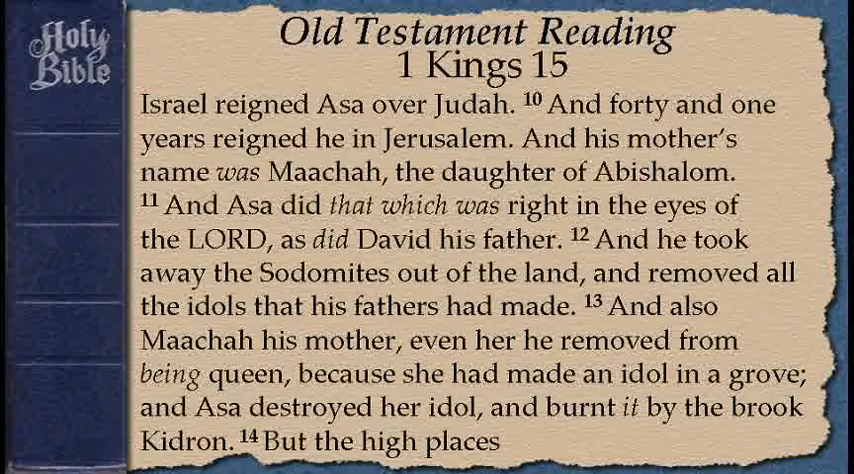 Holy
Bible
Old Testament Reading
1 Kings 15
Israel reigned Asa over Judah. 10 And forty and one
years reigned he in Jerusalem. And his mother's
name was Maachah, the daughter of Abishalom.
11 And Asa did that which was right in the eyes of
the LORD, as did David his father. 12 And he took
away the Sodomites out of the land, and removed all
the idols that his fathers had made. 13 And also
Maachah his mother, even her he removed from
being queen, because she had made an idol in a grove;
and Asa destroyed her idol, and burnt it by the brook
Kidron. 14 But the high places